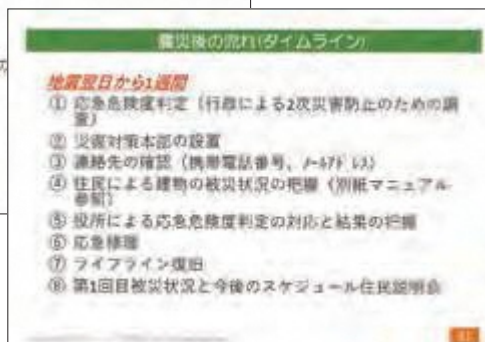 震災後の流れ(タイムライン)
地震翌日から1週間
① 応急危険度判定（行政による2次災害防止のための調
査）
② 災害対策本部の設置
③ 連絡先の確認（携帯電話番号、ﾒｰﾙｱﾄﾞﾚｽ）
④ 住民による建物の被災状況の把握（別紙マニュアル
参照）
⑤ 役所による応急危険度判定の対応と結果の把握
⑥ 応急修理
⑦ ライフライン復旧
⑧ 第1回目被災状況と今後のスケジュール住民説明会